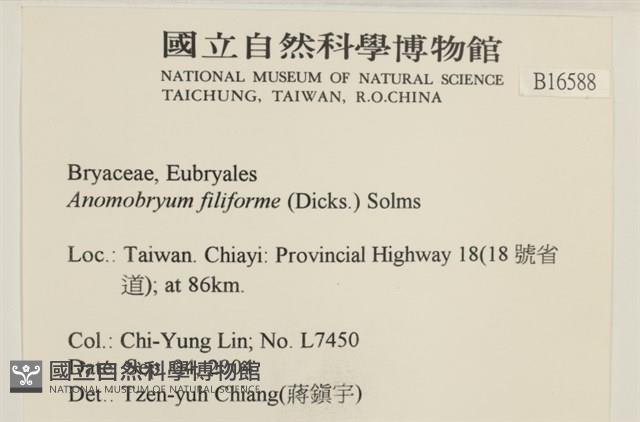 國立自然科學博物館
NATIONAL MUSEUM OF NATURAL SCIENCE
TAICHUNG, TAIWAN, R.O.CHINA
B16588
Bryaceae, Eubryales
Anomobryum filiforme (Dicks.) Solms
Loc.: Taiwan. Chiayi: Provincial Highway 18(18 號省
道); at 86km.
Col.: Chi-Yung Lin; No. L7450
Date:
國立自然科學博物館
NATIONAL MUSEUM OF NATURAL SCIENCE
Det.: Tzen-yuh Chiang(蔣鎭宇)